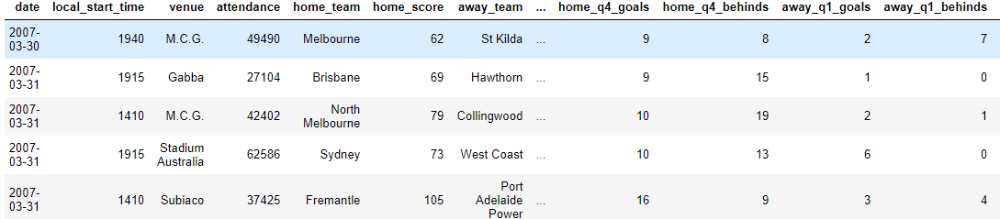 date local_start_time venue attendance home_team home_score away_team ... home_q4_goals home_q4_behinds away_q1_goals away_q1_behinds
2007-
03-30 1940 M.C.G. 49490 Melbourne 62 St Kilda ... 9 8 2 7
2007-
03-31 1915 Gabba 27104 Brisbane 69 Hawthorn ... 9 15 1 0
2007-
03-31 1410 M.C.G. 42402 North
Melbourne 79 Collingwood ... 10 19 2 1
2007-
03-31 1915 Stadium
Australia 62586 Sydney 73 West Coast ... 10 13 6 0
2007-
03-31 1410 Subiaco 37425 Fremantle 105 Port
Adelaide
Power ... 16 9 3 4